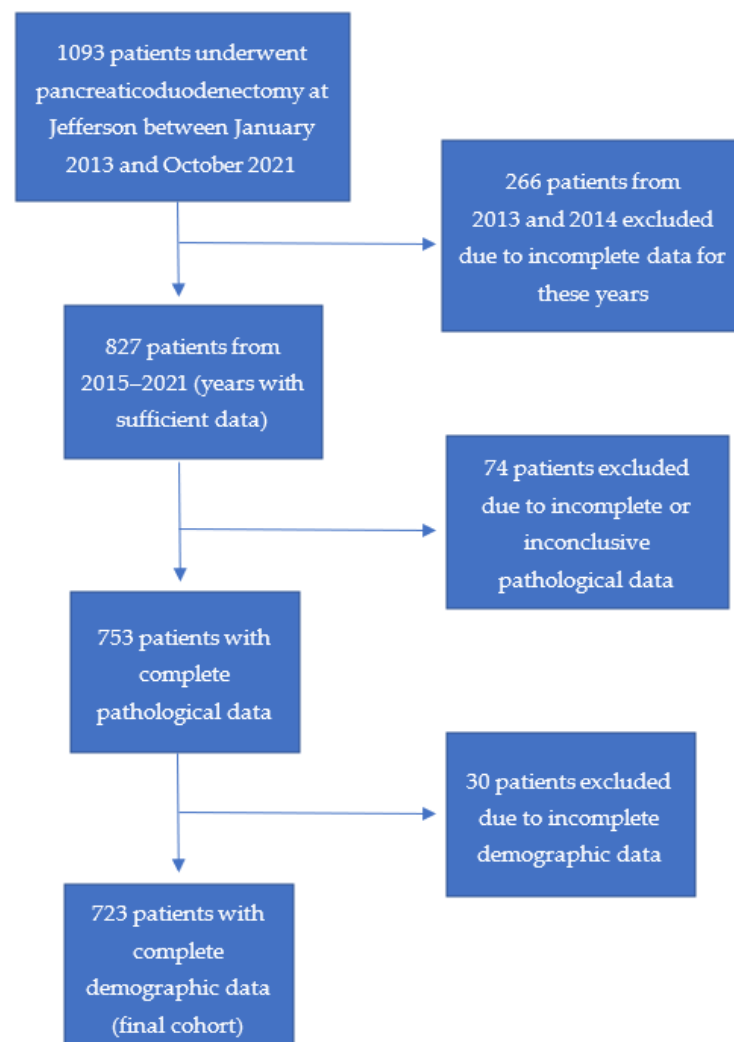 1093 patients underwent
pancreaticoduodenectomy at
Jefferson between January
2013 and October 2021
266 patients from
2013 and 2014 excluded
due to incomplete data for
these years
827 patients from
2015–2021 (years with
sufficient data)
74 patients excluded
due to incomplete or
inconclusive
pathological data
753 patients with
complete
pathological data
30 patients excluded
due to incomplete
demographic data
723 patients with
complete
demographic data
(final cohort)